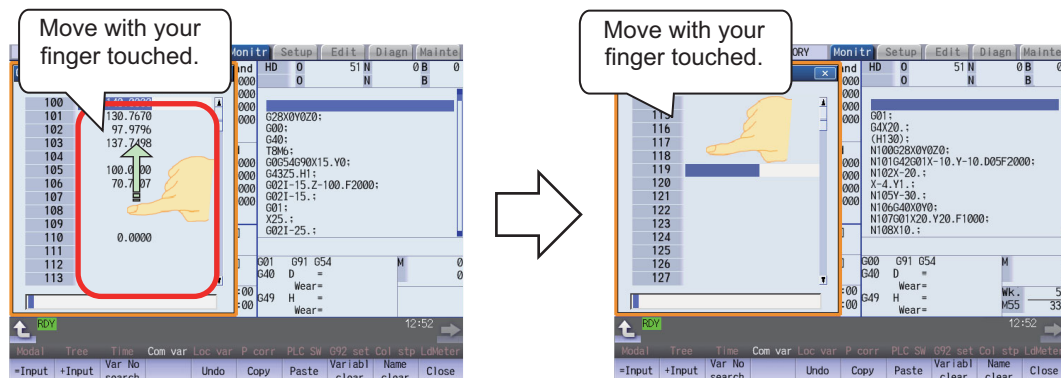 Move with your
finger touched.
Monitr Setup Edit Diagn Mainte
HD O 51 N 0 B 0
O N B
100
101 130.7670
102 97.9796
103 137.7498
104
105 100.0
106 70.7
107
108
109
110 0.0000
111
112
113
G28X0Y0Z0;
G00;
G40;
T8M6;
G0G54G90X15.Y0;
G43Z5.H1;
G02I-15.Z-100.F2000;
G02I-15.;
G01;
X25.;
G02I-25.;
G01 G91 G54 M 0
G40 D = 0
Wear=
G49 H =
Wear=
RDY
12:52
Modal Tree Time Com var Loc var P corr PLC SW G92 set Col stp LdMeter
=Input +Input Var No search Undo Copy Paste Variabl clear Name clear Close
Move with your
finger touched.
ORY Monitr Setup Edit Diagn Mainte
HD O 51 N 0 B 0
O N B
115
116
117
118
119
120
121
122
123
124
125
126
127
G01;
G4X20.;
(H130);
N100G28X0Y0Z0;
N101G42G01X-10.Y-10.D05F2000;
N102X-20.;
X-4.Y1.;
N105Y-30.;
N106G40X0Y0;
N107G01X20.Y20.F1000;
N108X10.;
G00 G91 G54 M
G40 D =
Wear=
G49 H =
Wear=
Wk. 5
M55 33
RDY
12:52
Modal Tree Time Com var Loc var P corr PLC SW G92 set Col stp LdMeter
=Input +Input Var No search Undo Copy Paste Variabl clear Name clear Close